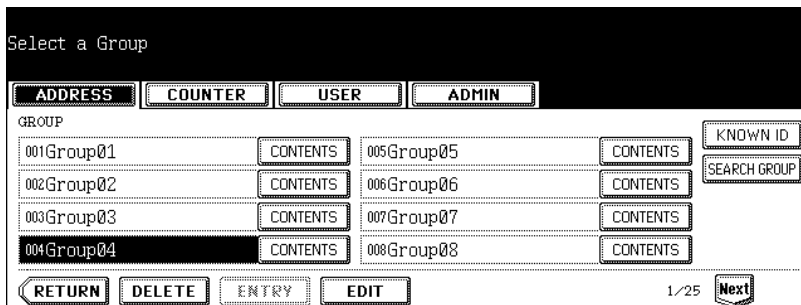 Select a Group
ADDRESS COUNTER USER ADMIN
GROUP
KNOWN ID
001Group01 CONTENTS 005Group05 CONTENTS
SEARCH GROUP
002Group02 CONTENTS 006Group06 CONTENTS
003Group03 CONTENTS 007Group07 CONTENTS
004Group04 CONTENTS 008Group08 CONTENTS
RETURN DELETE ENTRY EDIT 1/25 Next